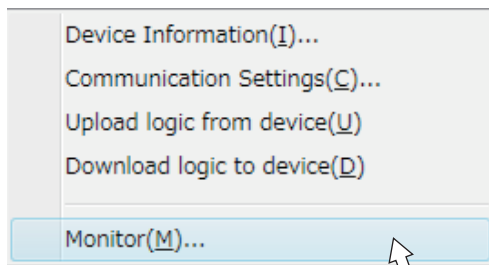 Device Information(I)...
Communication Settings(C)...
Upload logic from device(U)
Download logic to device(D)
Monitor(M)...